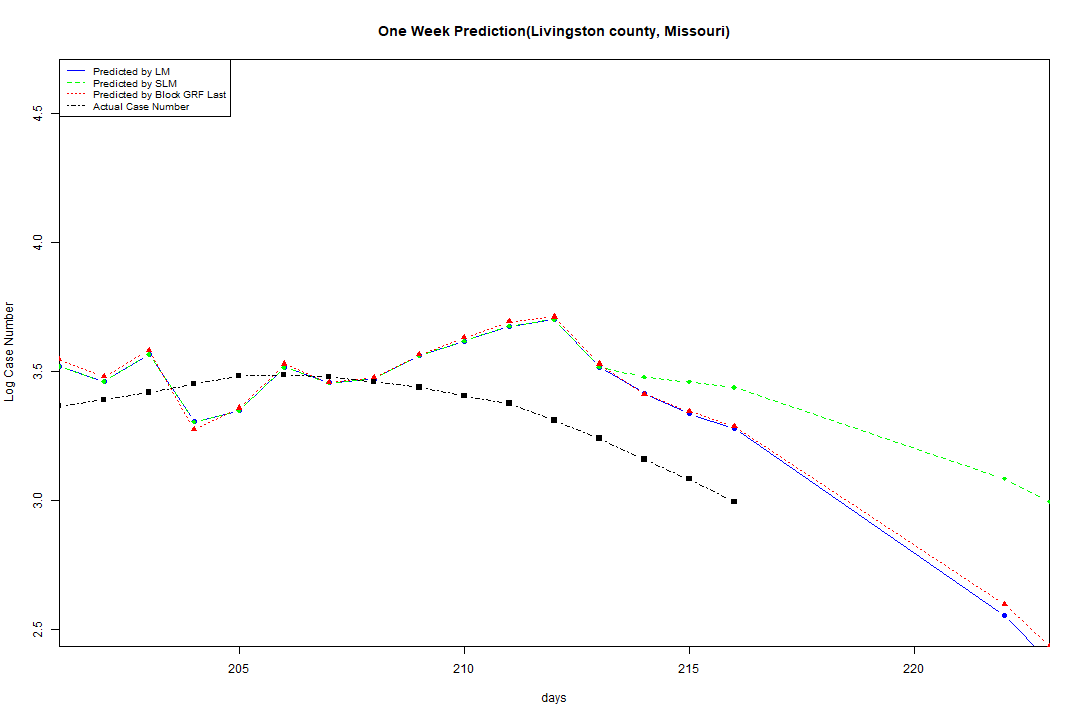 One Week Prediction(Livingston county, Missouri)
Predicted by LM
Predicted by SLM
Predicted by Block GRF Last
Actual Case Number
4.5
4.0
3.5
3.0
2.5
Log Case Number
205 210 215 220
days